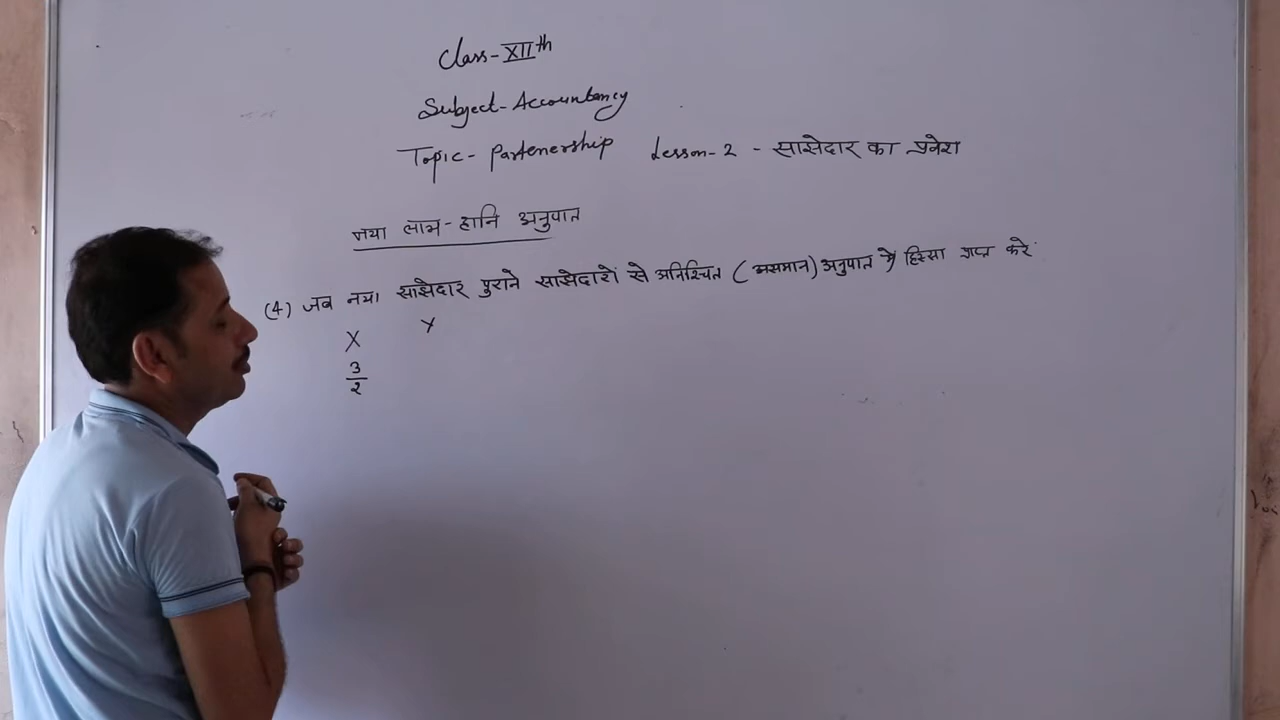 Class-XIIth
Subject-Accountancy
Topic- Partenership Lesson-2 - साझेदार का प्रवेश
नया लाभ-हानि अनुपात
(4) जब नया साझेदार पुराने साझेदारों से अनिश्चित (असमान) अनुपात में हिस्सा प्राप्त करे:
X Y
3
2